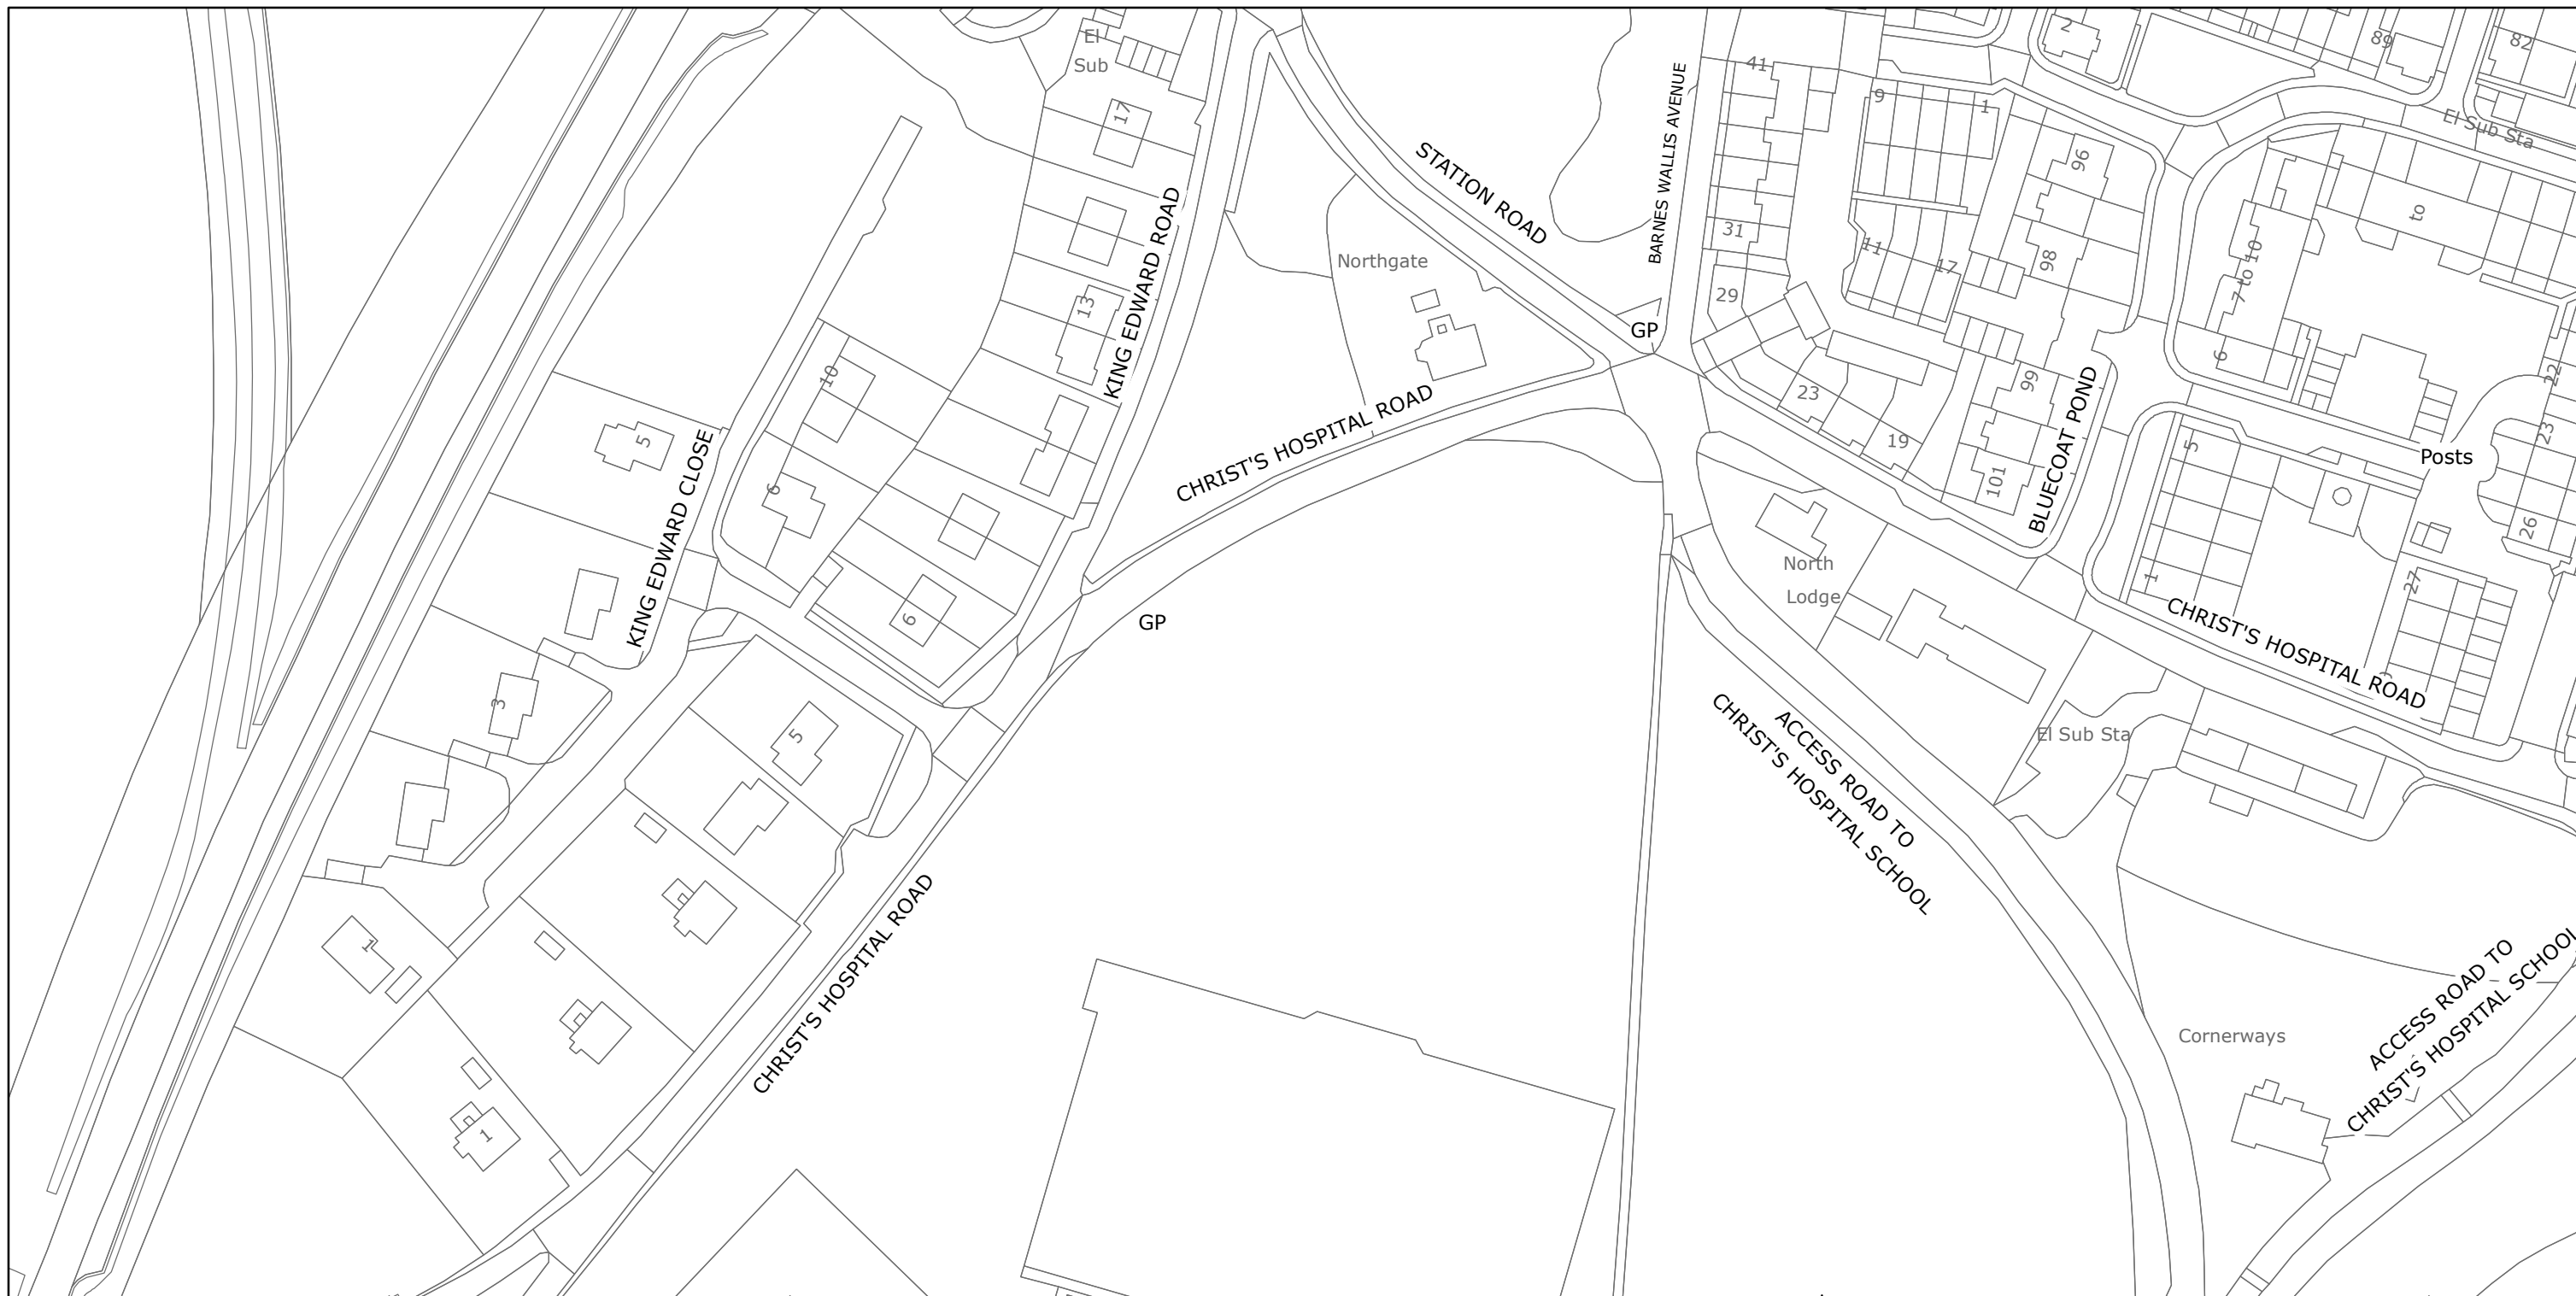 El
Sub
17
13
KING EDWARD ROAD
STATION ROAD
Northgate
BARNES WALLIS AVENUE
GP
41
31
29
9
1
11
17
2
89
82
El Sub Sta
96
98
99
101
to
7 to 10
6
22
23
26
27
Posts
23
19
BLUECOAT POND
5
1
CHRIST'S HOSPITAL ROAD
10
6
5
KING EDWARD CLOSE
CHRIST'S HOSPITAL ROAD
GP
6
3
5
1
1
CHRIST'S HOSPITAL ROAD
North
Lodge
El Sub Sta
ACCESS ROAD TO
CHRIST'S HOSPITAL SCHOOL
Cornerways
ACCESS ROAD TO
CHRIST'S HOSPITAL SCHOOL